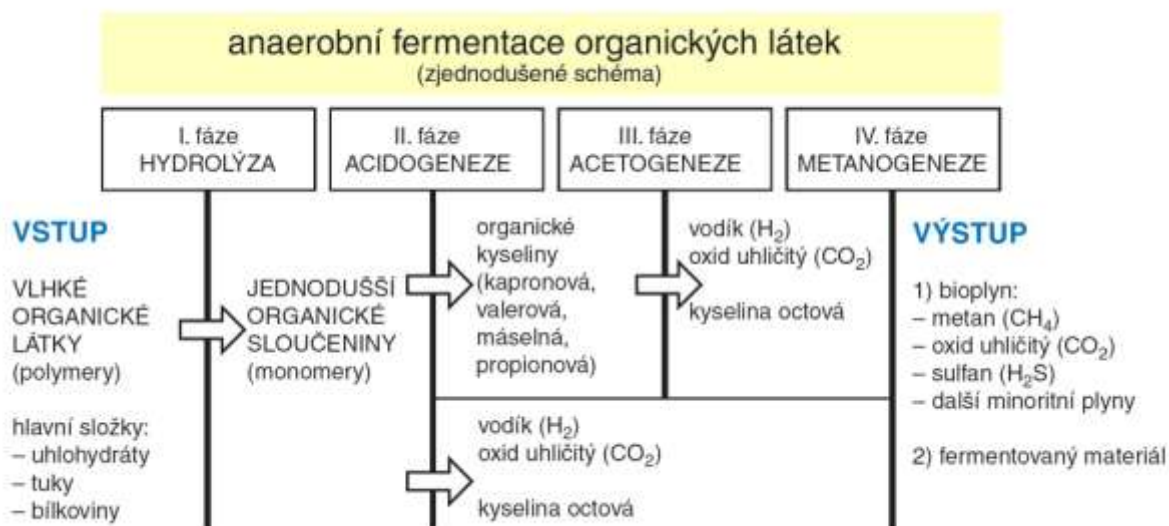 anaerobní fermentace organických látek
(zjednodušené schéma)
I. fáze
HYDROLÝZA
II. fáze
ACIDOGENEZE
III. fáze
ACETOGENEZE
IV. fáze
METANOGENEZE
VSTUP
VLHKÉ
ORGANICKÉ
LÁTKY
(polymery)
hlavní složky:
– uhlohydráty
– tuky
– bílkoviny
JEDNODUŠŠÍ
ORGANICKÉ
SLOUČENINY
(monomery)
organické
kyseliny
(kapronová,
valerová,
máselná,
propionová)
vodík (H₂)
oxid uhličitý (CO₂)
kyselina octová
vodík (H₂)
oxid uhličitý (CO₂)
kyselina octová
VÝSTUP
1) bioplyn:
– metan (CH₄)
– oxid uhličitý (CO₂)
– sulfan (H₂S)
– další minoritní plyny
2) fermentovaný materiál